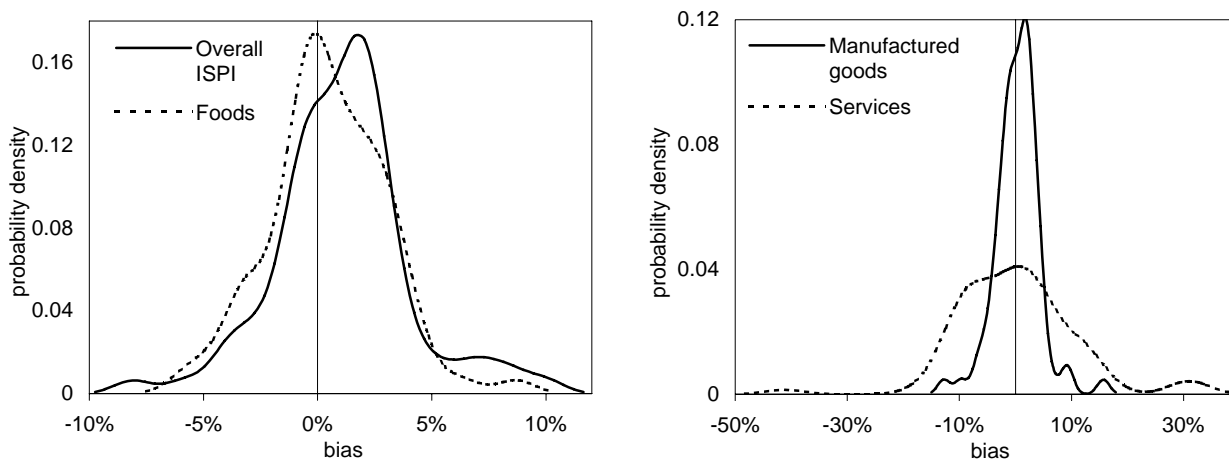 probability density
0.16
0.12
0.08
0.04
0
Overall
ISPI
Foods
-10%
-5%
0%
5%
10%
bias
probability density
0.12
0.08
0.04
0
Manufactured
goods
Services
-50%
-30%
-10%
10%
30%
bias